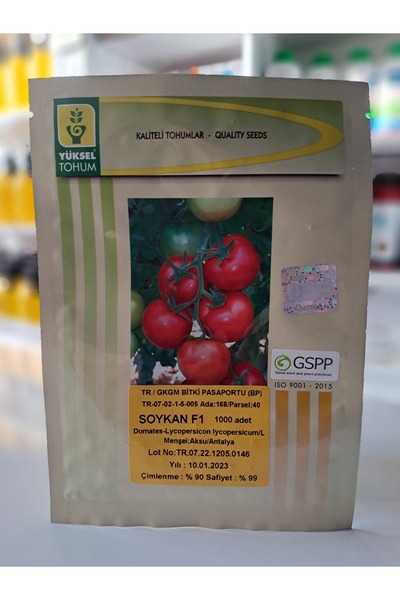 YÜKSEL
TOHUM
KALİTELİ TOHUMLAR - QUALITY SEEDS
GSPP
Good seed and plant practices
ISO 9001 - 2015
TR / GKGM BİTKİ PASAPORTU (BP)
TR-07-02-1-5-005 Ada:168/Parsel:40
SOYKAN F1 1000 adet
Domates-Lycopersicon lycopersicum/L
Menşei:Aksu/Antalya
Lot No:TR.07.22.1205.0146
Yılı : 10.01.2023
Çimlenme : % 90 Safiyet : % 99